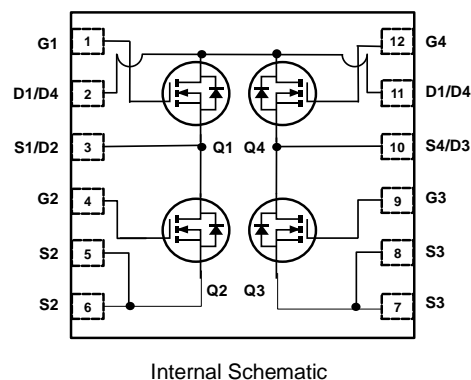 G1 1 12 G4
D1/D4 2 11 D1/D4
S1/D2 3 Q1 Q4 10 S4/D3
G2 4 9 G3
S2 5 8 S3
S2 6 Q2 Q3 7 S3
Internal Schematic